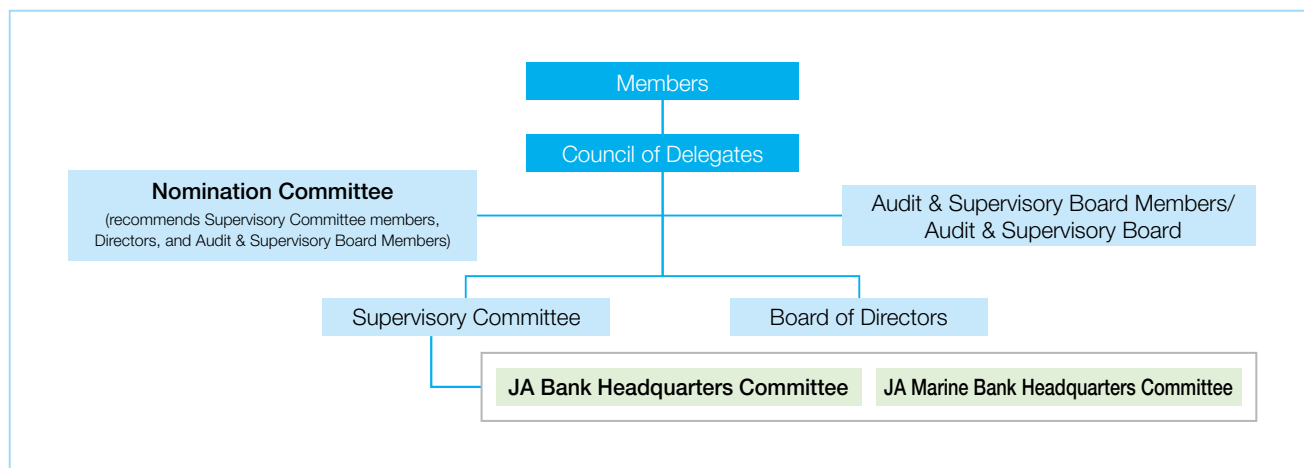 Members
Council of Delegates
Nomination Committee
(recommends Supervisory Committee members,
Directors, and Audit & Supervisory Board Members)
Audit & Supervisory Board Members/
Audit & Supervisory Board
Supervisory Committee
Board of Directors
JA Bank Headquarters Committee
JA Marine Bank Headquarters Committee